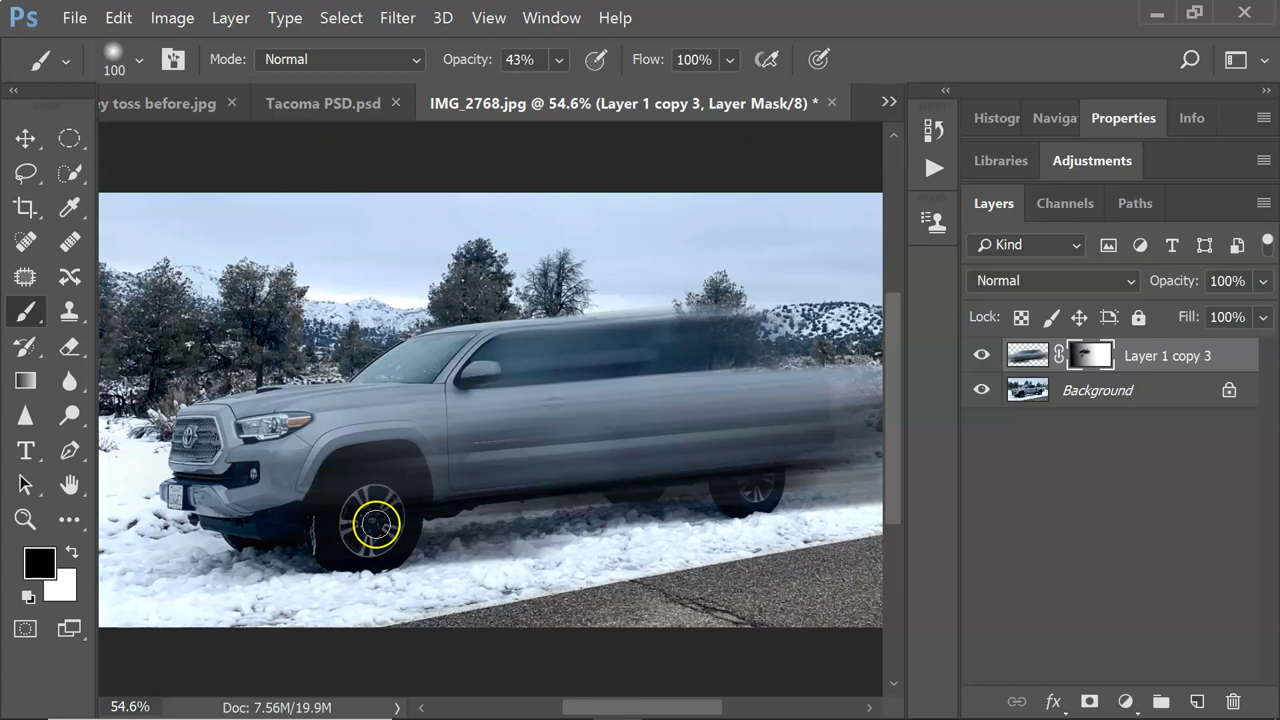 Ps File Edit Image Layer Type Select Filter 3D View Window Help
100 Mode: Normal Opacity: 43% Flow: 100%
ey toss before.jpg × Tacoma PSD.psd × IMG_2768.jpg @ 54.6% (Layer 1 copy 3, Layer Mask/8) * ×
Histogr Naviga Properties Info
Libraries Adjustments
Layers Channels Paths
Kind
Normal Opacity: 100%
Lock: Fill: 100%
Layer 1 copy 3
Background
54.6% Doc: 7.56M/19.9M